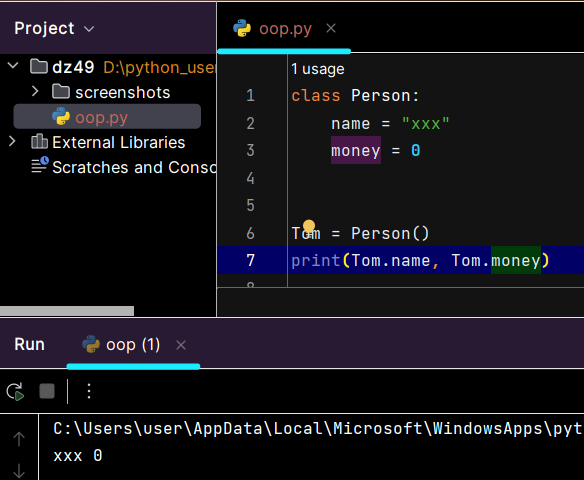 Project
oop.py
dz49 D:\python_use
screenshots
oop.py
External Libraries
Scratches and Conso
1 usage
1 class Person:
2 name = "xxx"
3 money = 0
4
5
6 Tom = Person()
7 print(Tom.name, Tom.money)
Run oop (1)
C:\Users\user\AppData\Local\Microsoft\WindowsApps\pyt
xxx 0